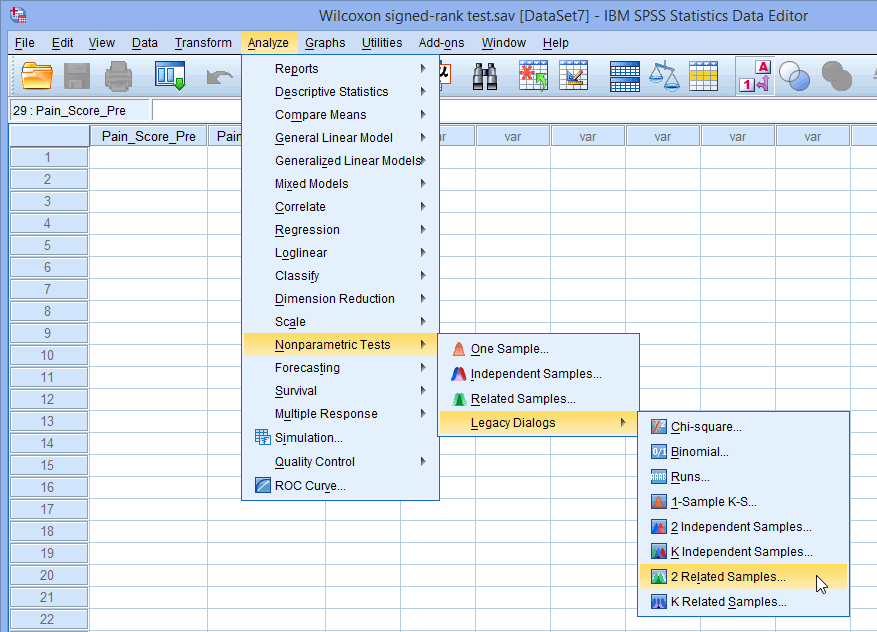 Wilcoxon signed-rank test.sav [DataSet7] - IBM SPSS Statistics Data Editor
File Edit View Data Transform Analyze Graphs Utilities Add-ons Window Help
29 : Pain_Score_Pre
Pain_Score_Pre Pain var var var var var
1
2
3
4
5
6
7
8
9
10
11
12
13
14
15
16
17
18
19
20
21
22
Reports
Descriptive Statistics
Compare Means
General Linear Model
Generalized Linear Models
Mixed Models
Correlate
Regression
Loglinear
Classify
Dimension Reduction
Scale
Nonparametric Tests
Forecasting
Survival
Multiple Response
Simulation...
Quality Control
ROC Curve...
One Sample...
Independent Samples...
Related Samples...
Legacy Dialogs
Chi-square...
Binomial...
Runs...
1-Sample K-S...
2 Independent Samples...
K Independent Samples...
2 Related Samples...
K Related Samples...